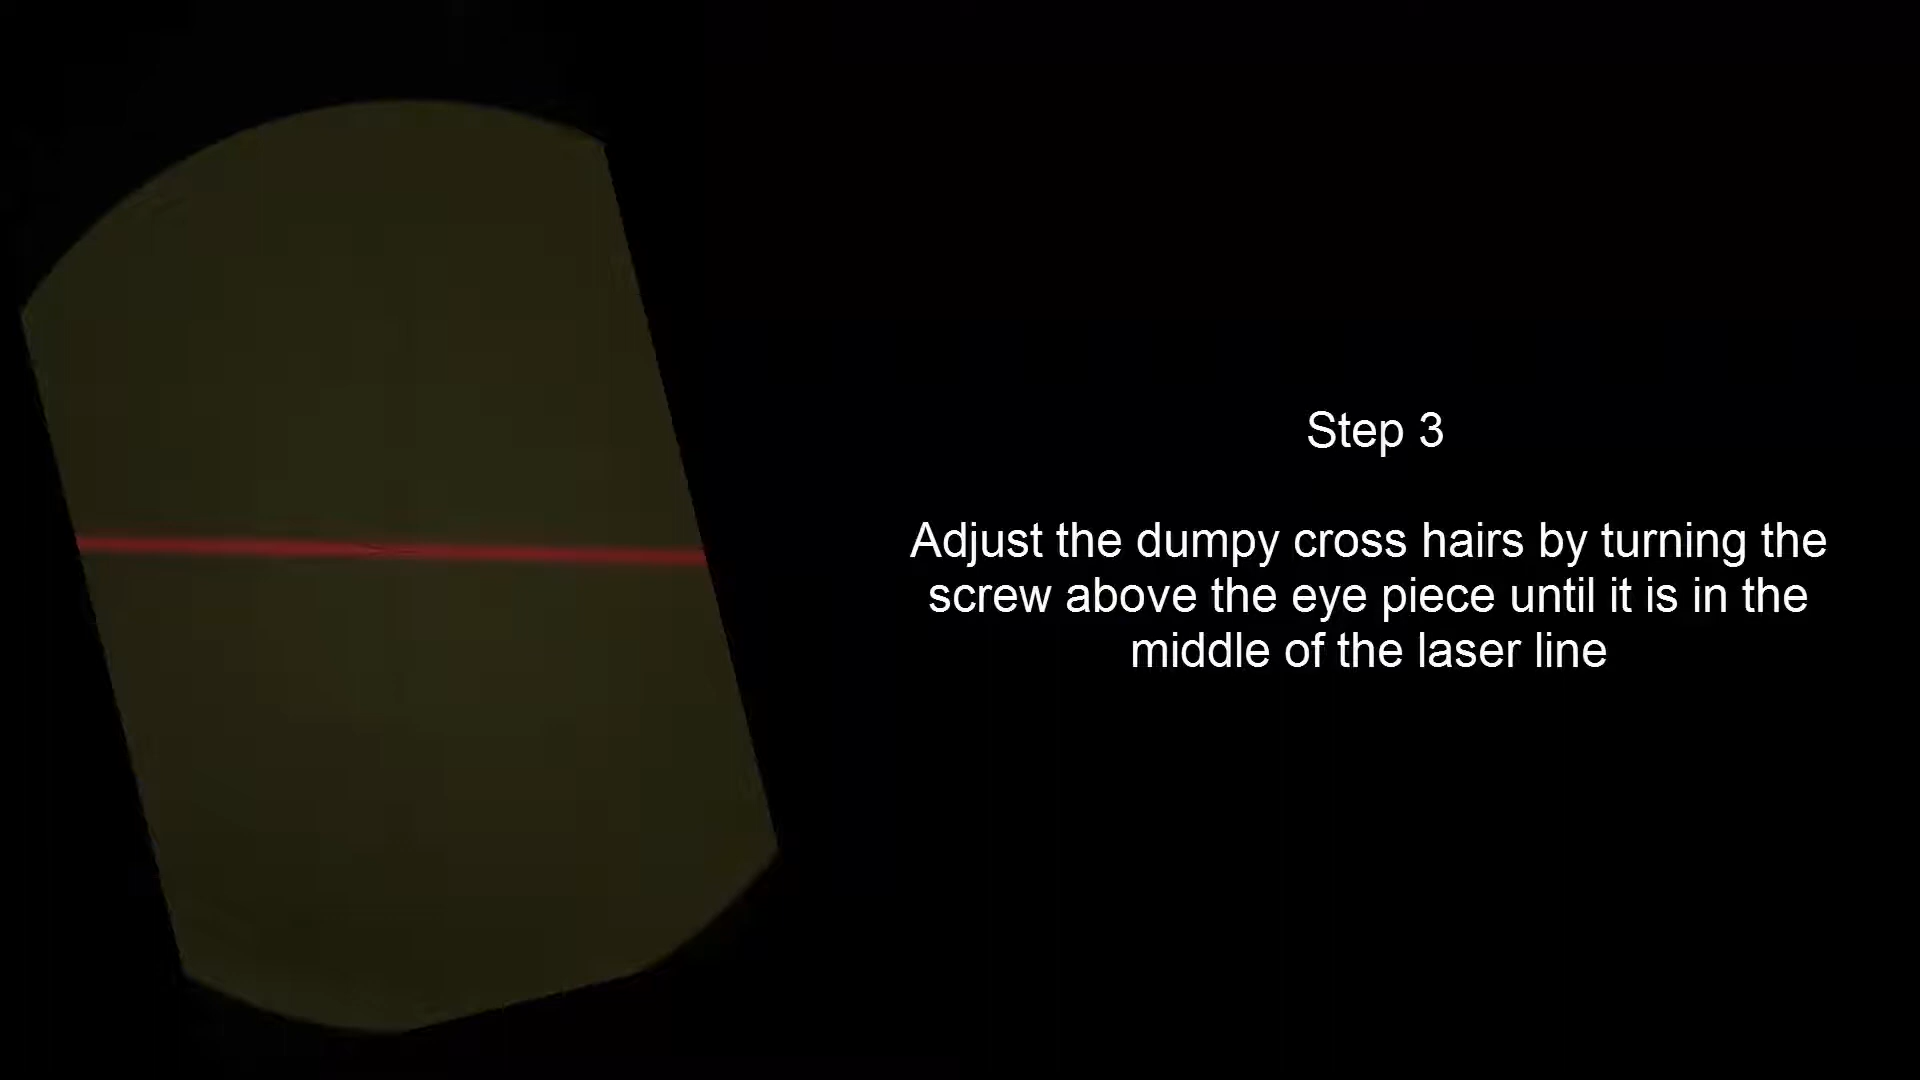 Step 3
Adjust the dumpy cross hairs by turning the
screw above the eye piece until it is in the
middle of the laser line